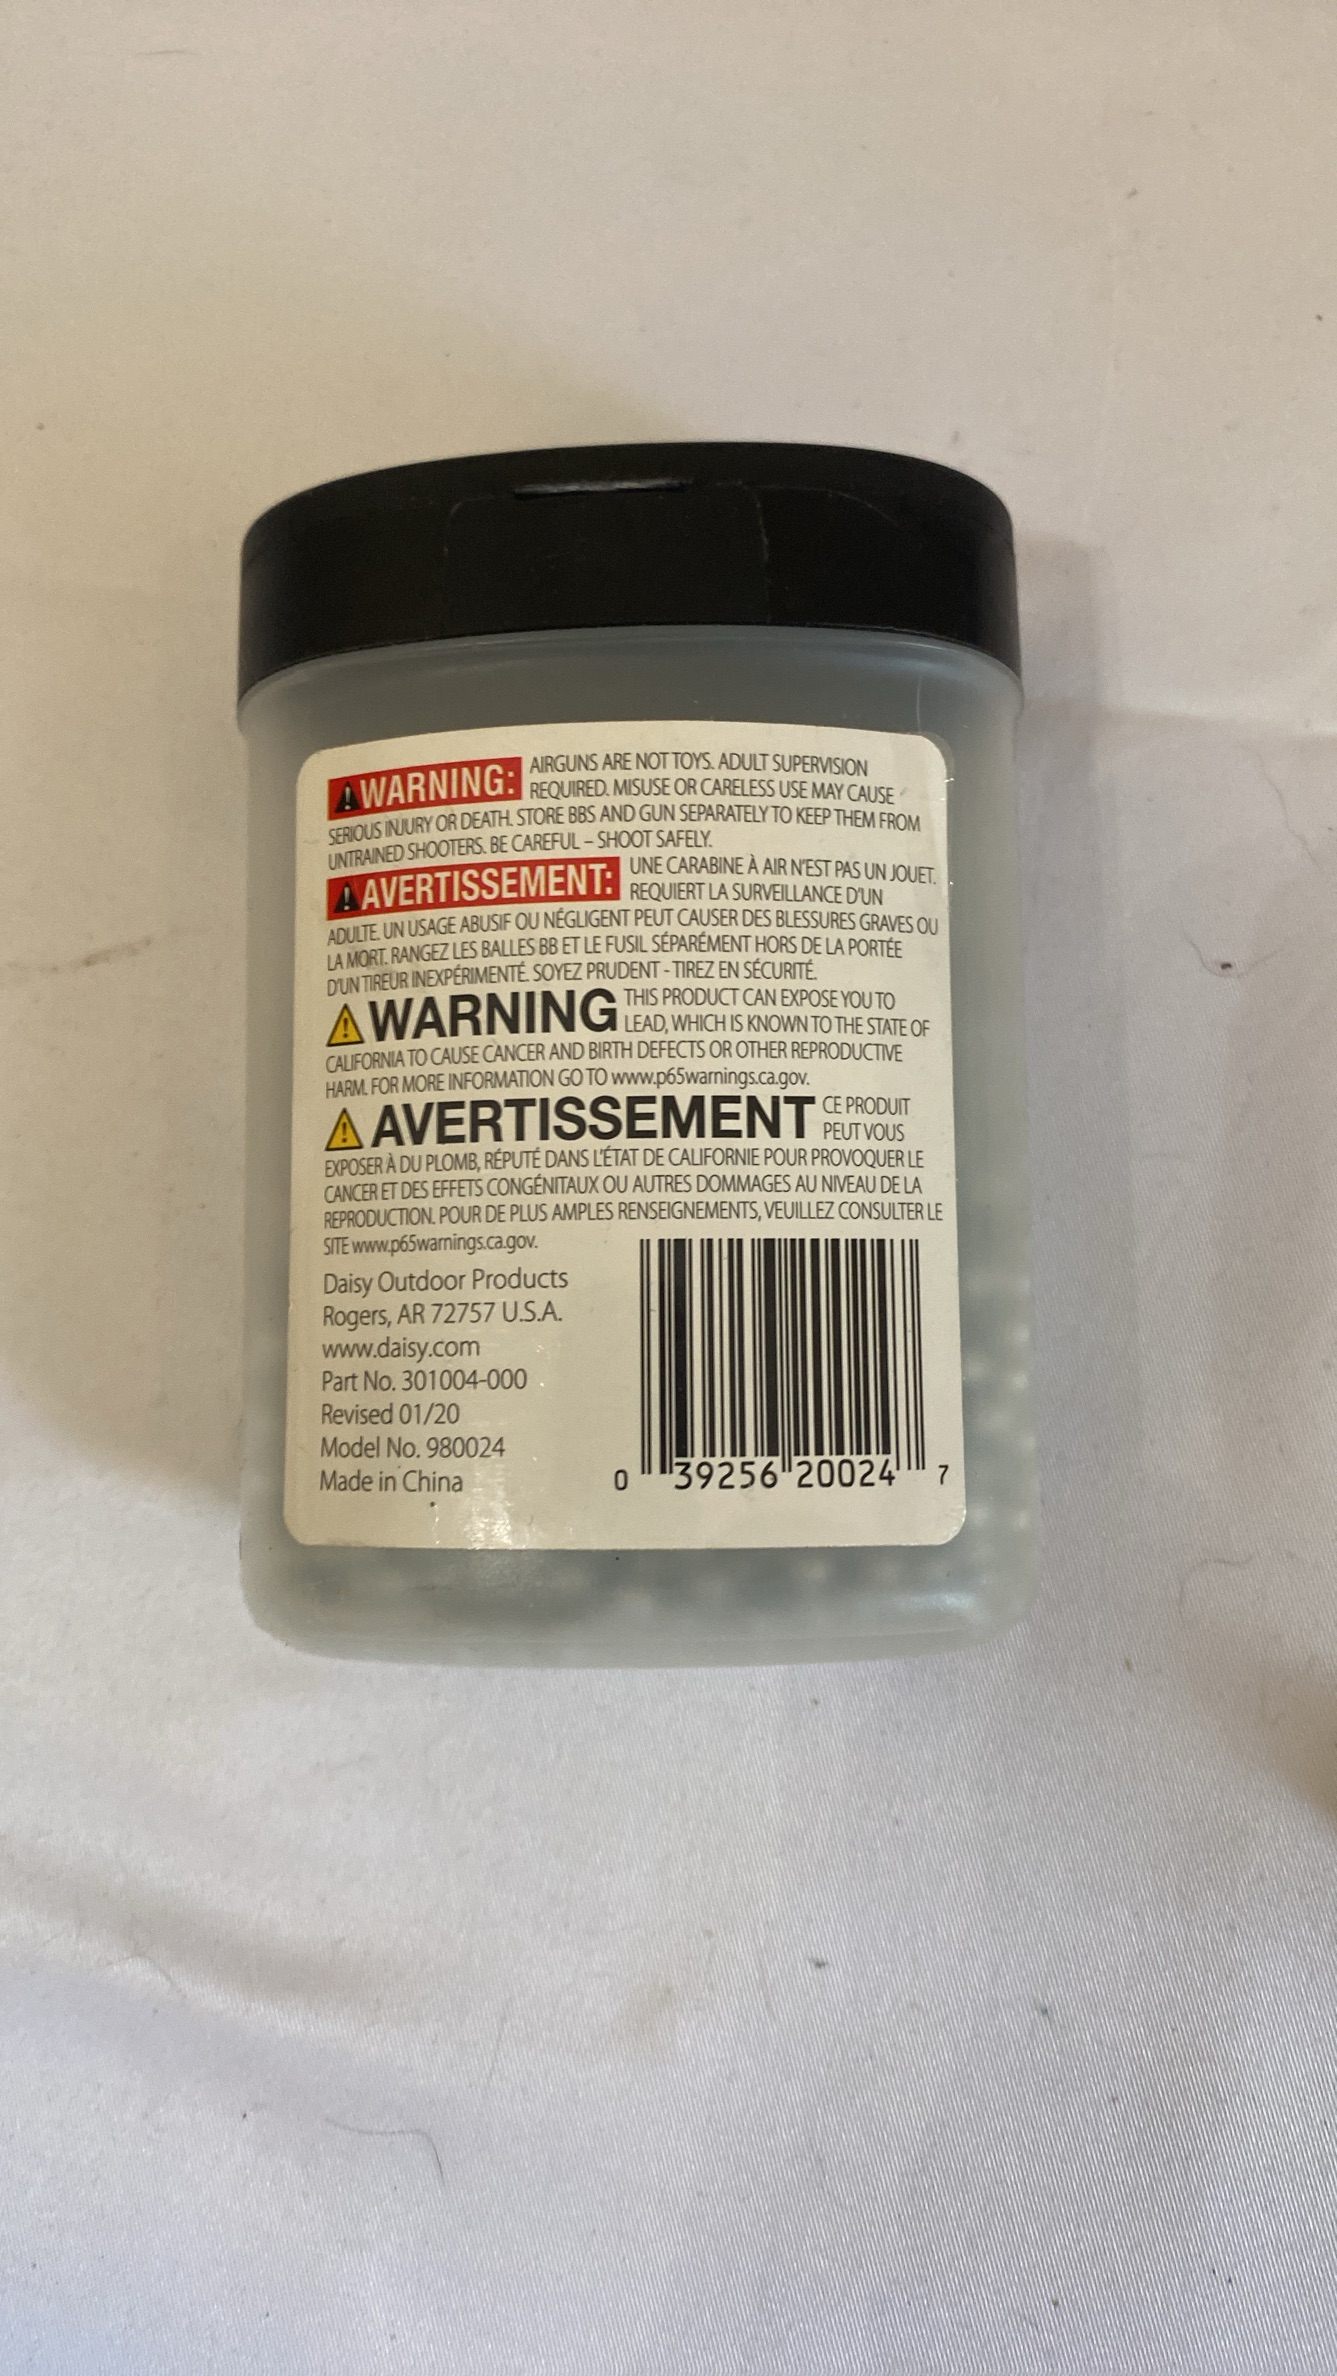 WARNING: AIRGUNS ARE NOT TOYS. ADULT SUPERVISION
REQUIRED. MISUSE OR CARELESS USE MAY CAUSE
SERIOUS INJURY OR DEATH. STORE BBS AND GUN SEPARATELY TO KEEP THEM FROM
UNTRAINED SHOOTERS. BE CAREFUL – SHOOT SAFELY.
AVERTISSEMENT: UNE CARABINE À AIR N'EST PAS UN JOUET.
REQUIERT LA SURVEILLANCE D'UN
ADULTE. UN USAGE ABUSIF OU NÉGLIGENT PEUT CAUSER DES BLESSURES GRAVES OU
LA MORT. RANGEZ LES BALLES BB ET LE FUSIL SÉPARÉMENT HORS DE LA PORTÉE
D'UN TIREUR INEXPÉRIMENTÉ. SOYEZ PRUDENT - TIREZ EN SÉCURITÉ.
WARNING THIS PRODUCT CAN EXPOSE YOU TO
LEAD, WHICH IS KNOWN TO THE STATE OF
CALIFORNIA TO CAUSE CANCER AND BIRTH DEFECTS OR OTHER REPRODUCTIVE
HARM. FOR MORE INFORMATION GO TO www.p65warnings.ca.gov.
AVERTISSEMENT CE PRODUIT
PEUT VOUS
EXPOSER À DU PLOMB, RÉPUTÉ DANS L'ÉTAT DE CALIFORNIE POUR PROVOQUER LE
CANCER ET DES EFFETS CONGÉNITAUX OU AUTRES DOMMAGES AU NIVEAU DE LA
REPRODUCTION. POUR DE PLUS AMPLES RENSEIGNEMENTS, VEUILLEZ CONSULTER LE
SITE www.p65warnings.ca.gov.
Daisy Outdoor Products
Rogers, AR 72757 U.S.A.
www.daisy.com
Part No. 301004-000
Revised 01/20
Model No. 980024
Made in China
0 39256 20024 7